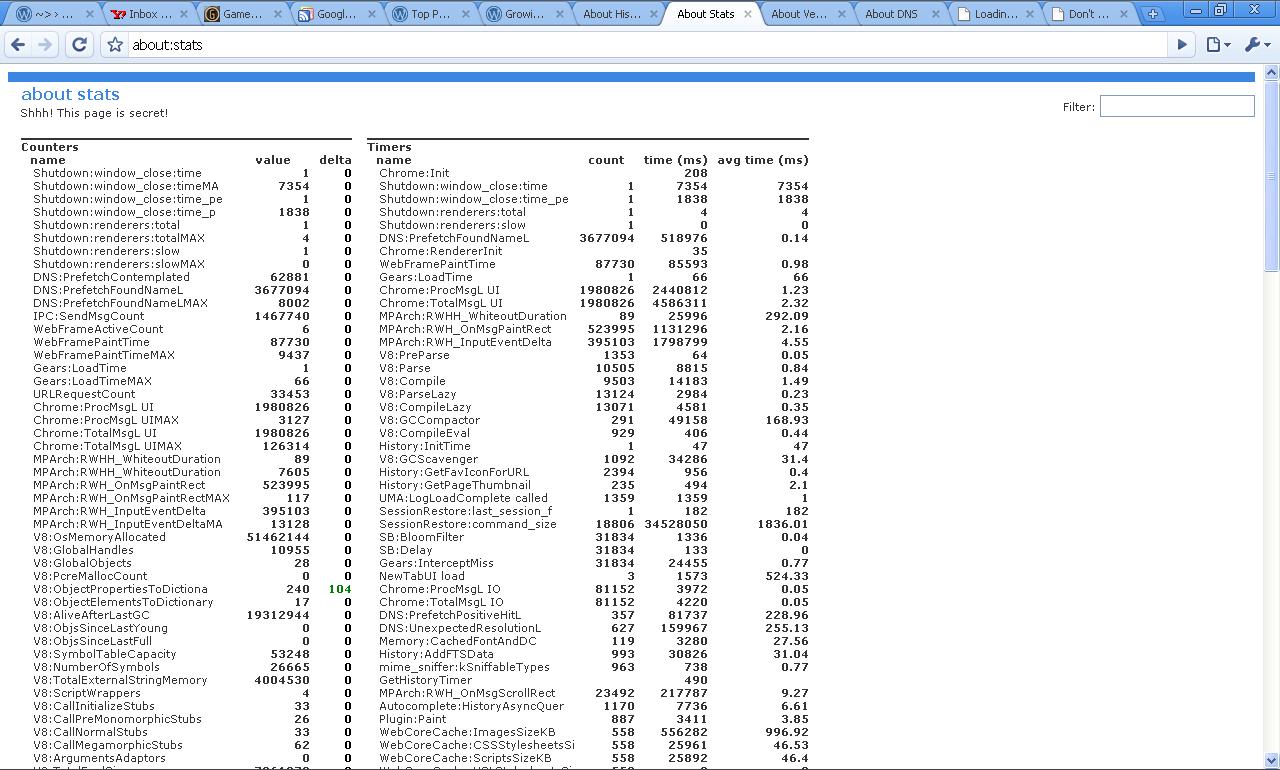 ~>> ...
Inbox ...
Game...
Googl...
Top P...
Growi...
About His...
About Stats
About Ve...
About DNS
Loadin...
Don't ...
about:stats
about stats
Shhh! This page is secret!
Filter:
Counters
name value delta
Shutdown:window_close:time 1 0
Shutdown:window_close:timeMA 7354 0
Shutdown:window_close:time_pe 1 0
Shutdown:window_close:time_p 1838 0
Shutdown:renderers:total 1 0
Shutdown:renderers:totalMAX 4 0
Shutdown:renderers:slow 1 0
Shutdown:renderers:slowMAX 0 0
DNS:PrefetchContemplated 62881 0
DNS:PrefetchFoundNameL 3677094 0
DNS:PrefetchFoundNameLMAX 8002 0
IPC:SendMsgCount 1467740 0
WebFrameActiveCount 6 0
WebFramePaintTime 87730 0
WebFramePaintTimeMAX 9437 0
Gears:LoadTime 1 0
Gears:LoadTimeMAX 66 0
URLRequestCount 33453 0
Chrome:ProcMsgL UI 1980826 0
Chrome:ProcMsgL UIMAX 3127 0
Chrome:TotalMsgL UI 1980826 0
Chrome:TotalMsgL UIMAX 126314 0
MPArch:RWHH_WhiteoutDuration 89 0
MPArch:RWHH_WhiteoutDuration 7605 0
MPArch:RWH_OnMsgPaintRect 523995 0
MPArch:RWH_OnMsgPaintRectMAX 117 0
MPArch:RWH_InputEventDelta 395103 0
MPArch:RWH_InputEventDeltaMA 13128 0
V8:OsMemoryAllocated 51462144 0
V8:GlobalHandles 10955 0
V8:GlobalObjects 28 0
V8:PcreMallocCount 0 0
V8:ObjectPropertiesToDictiona 240 104
V8:ObjectElementsToDictionary 17 0
V8:AliveAfterLastGC 19312944 0
V8:ObjsSinceLastYoung 0 0
V8:ObjsSinceLastFull 0 0
V8:SymbolTableCapacity 53248 0
V8:NumberOfSymbols 26665 0
V8:TotalExternalStringMemory 4004530 0
V8:ScriptWrappers 4 0
V8:CallInitializeStubs 33 0
V8:CallPreMonomorphicStubs 26 0
V8:CallNormalStubs 33 0
V8:CallMegamorphicStubs 62 0
V8:ArgumentsAdaptors 0 0
Timers
name count time (ms) avg time (ms)
Chrome:Init 208
Shutdown:window_close:time 1 7354 7354
Shutdown:window_close:time_pe 1 1838 1838
Shutdown:renderers:total 1 4 4
Shutdown:renderers:slow 1 0 0
DNS:PrefetchFoundNameL 3677094 518976 0.14
Chrome:RendererInit 35
WebFramePaintTime 87730 85593 0.98
Gears:LoadTime 1 66 66
Chrome:ProcMsgL UI 1980826 2440812 1.23
Chrome:TotalMsgL UI 1980826 4586311 2.32
MPArch:RWHH_WhiteoutDuration 89 25996 292.09
MPArch:RWH_OnMsgPaintRect 523995 1131296 2.16
MPArch:RWH_InputEventDelta 395103 1798799 4.55
V8:PreParse 1353 64 0.05
V8:Parse 10505 8815 0.84
V8:Compile 9503 14183 1.49
V8:ParseLazy 13124 2984 0.23
V8:CompileLazy 13071 4581 0.35
V8:GCCompactor 291 49158 168.93
V8:CompileEval 929 406 0.44
History:InitTime 1 47 47
V8:GCScavenger 1092 34286 31.4
History:GetFavIconForURL 2394 956 0.4
History:GetPageThumbnail 235 494 2.1
UMA:LogLoadComplete called 1359 1359 1
SessionRestore:last_session_f 1 182 182
SessionRestore:command_size 18806 34528050 1836.01
SB:BloomFilter 31834 1336 0.04
SB:Delay 31834 133 0
Gears:InterceptMiss 31834 24455 0.77
NewTabUI load 3 1573 524.33
Chrome:ProcMsgL IO 81152 3972 0.05
Chrome:TotalMsgL IO 81152 4220 0.05
DNS:PrefetchPositiveHitL 357 81737 228.96
DNS:UnexpectedResolutionL 627 159967 255.13
Memory:CachedFontAndDC 119 3280 27.56
History:AddFTSData 993 30826 31.04
mime_sniffer:kSniffableTypes 963 738 0.77
GetHistoryTimer 490
MPArch:RWH_OnMsgScrollRect 23492 217787 9.27
Autocomplete:HistoryAsyncQuer 1170 7736 6.61
Plugin:Paint 887 3411 3.85
WebCoreCache:ImagesSizeKB 558 556282 996.92
WebCoreCache:CSSStylesheetsSi 558 25961 46.53
WebCoreCache:ScriptsSizeKB 558 25892 46.4